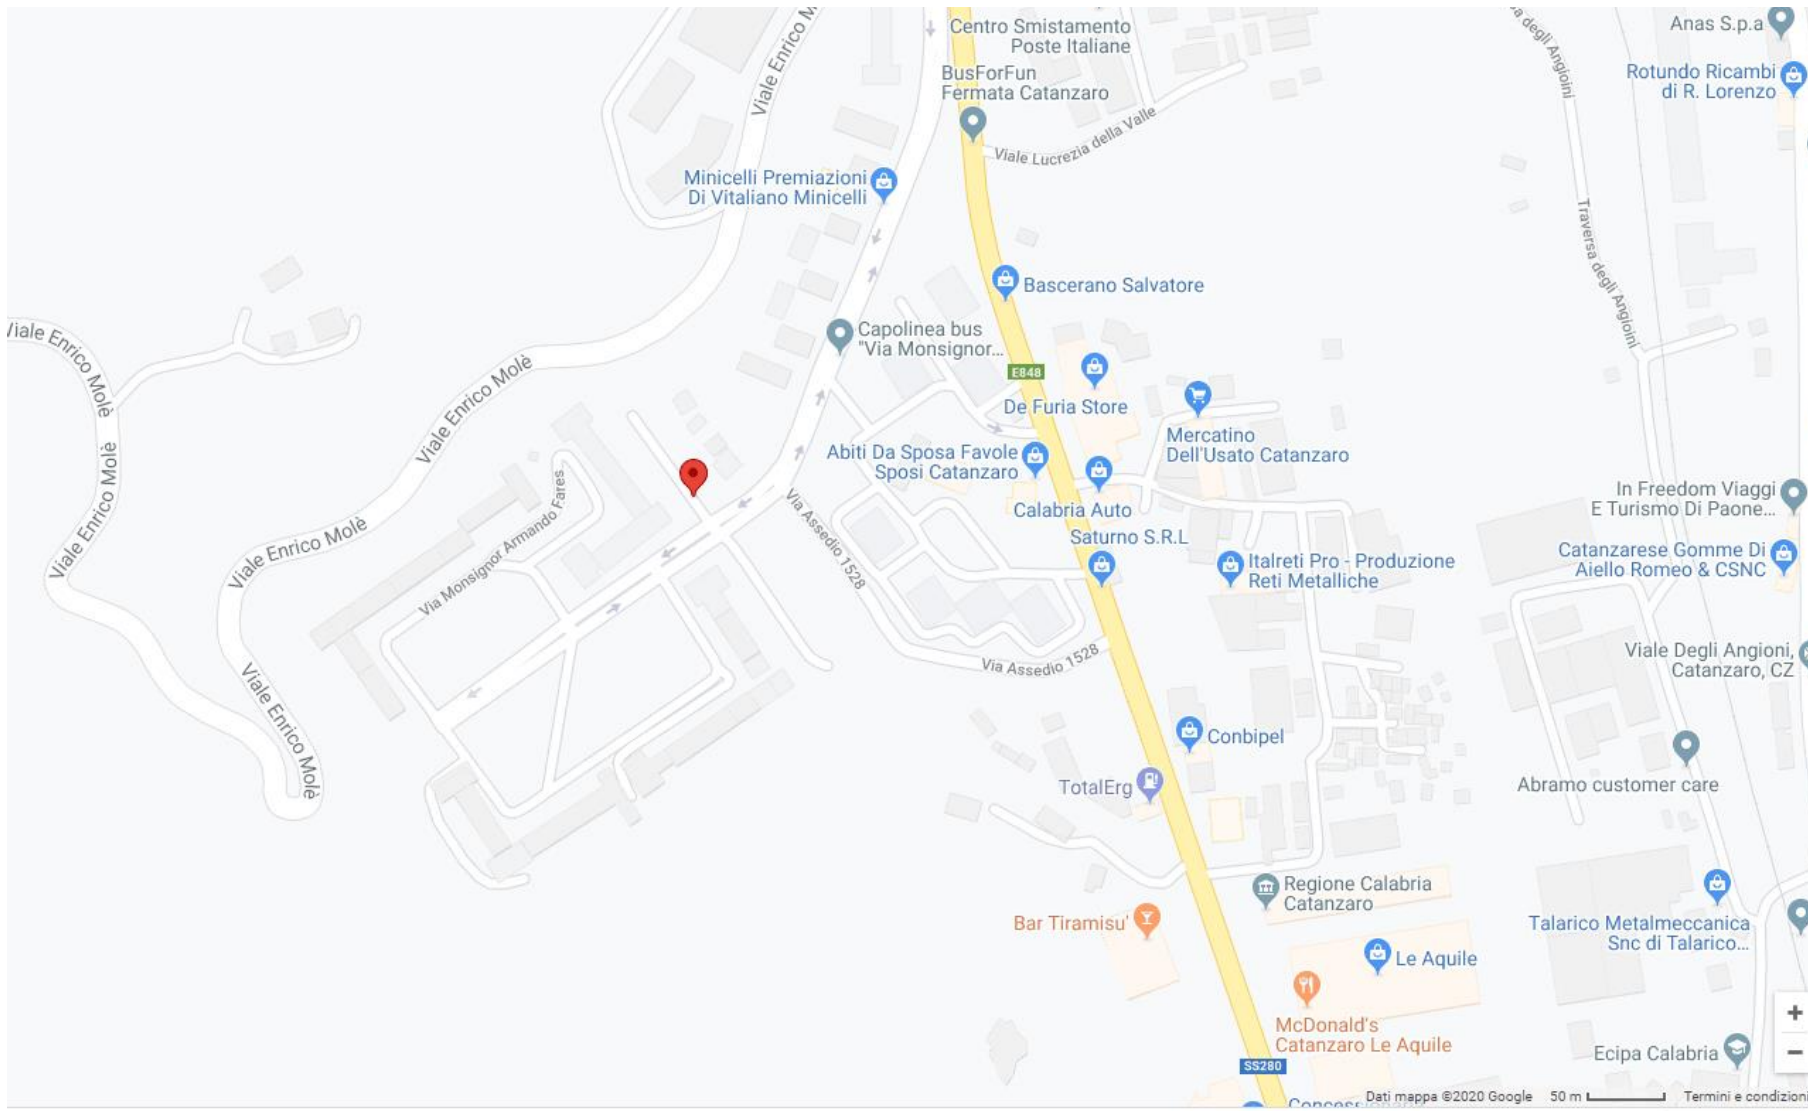 Viale Enrico M
Centro Smistamento
Poste Italiane
a degli Angioini
Anas S.p.a
BusForFun
Fermata Catanzaro
Rotundo Ricambi
di R. Lorenzo
Viale Lucrezia della Valle
Minicelli Premiazioni
Di Vitaliano Minicelli
Traversa degli Angioini
Bascerano Salvatore
Viale Enrico Molè
Capolinea bus
"Via Monsignor...
E848
Viale Enrico Molè
De Furia Store
Mercatino
Dell'Usato Catanzaro
Abiti Da Sposa Favole
Sposi Catanzaro
Viale Enrico Molè
Via Monsignor Armando Fares
Via Assedio 1528
Calabria Auto
In Freedom Viaggi
E Turismo Di Paone...
Viale Enrico Molè
Saturno S.R.L
Italreti Pro - Produzione
Reti Metalliche
Catanzarese Gomme Di
Aiello Romeo & CSNC
Via Assedio 1528
Viale Degli Angioni,
Catanzaro, CZ
Viale Enrico Molè
Conbipel
TotalErg
Abramo customer care
Regione Calabria
Catanzaro
Bar Tiramisu'
Talarico Metalmeccanica
Snc di Talarico...
Le Aquile
McDonald's
Catanzaro Le Aquile
Ecipa Calabria
SS280
+
−
Dati mappa ©2020 Google 50 m Termini e condizioni